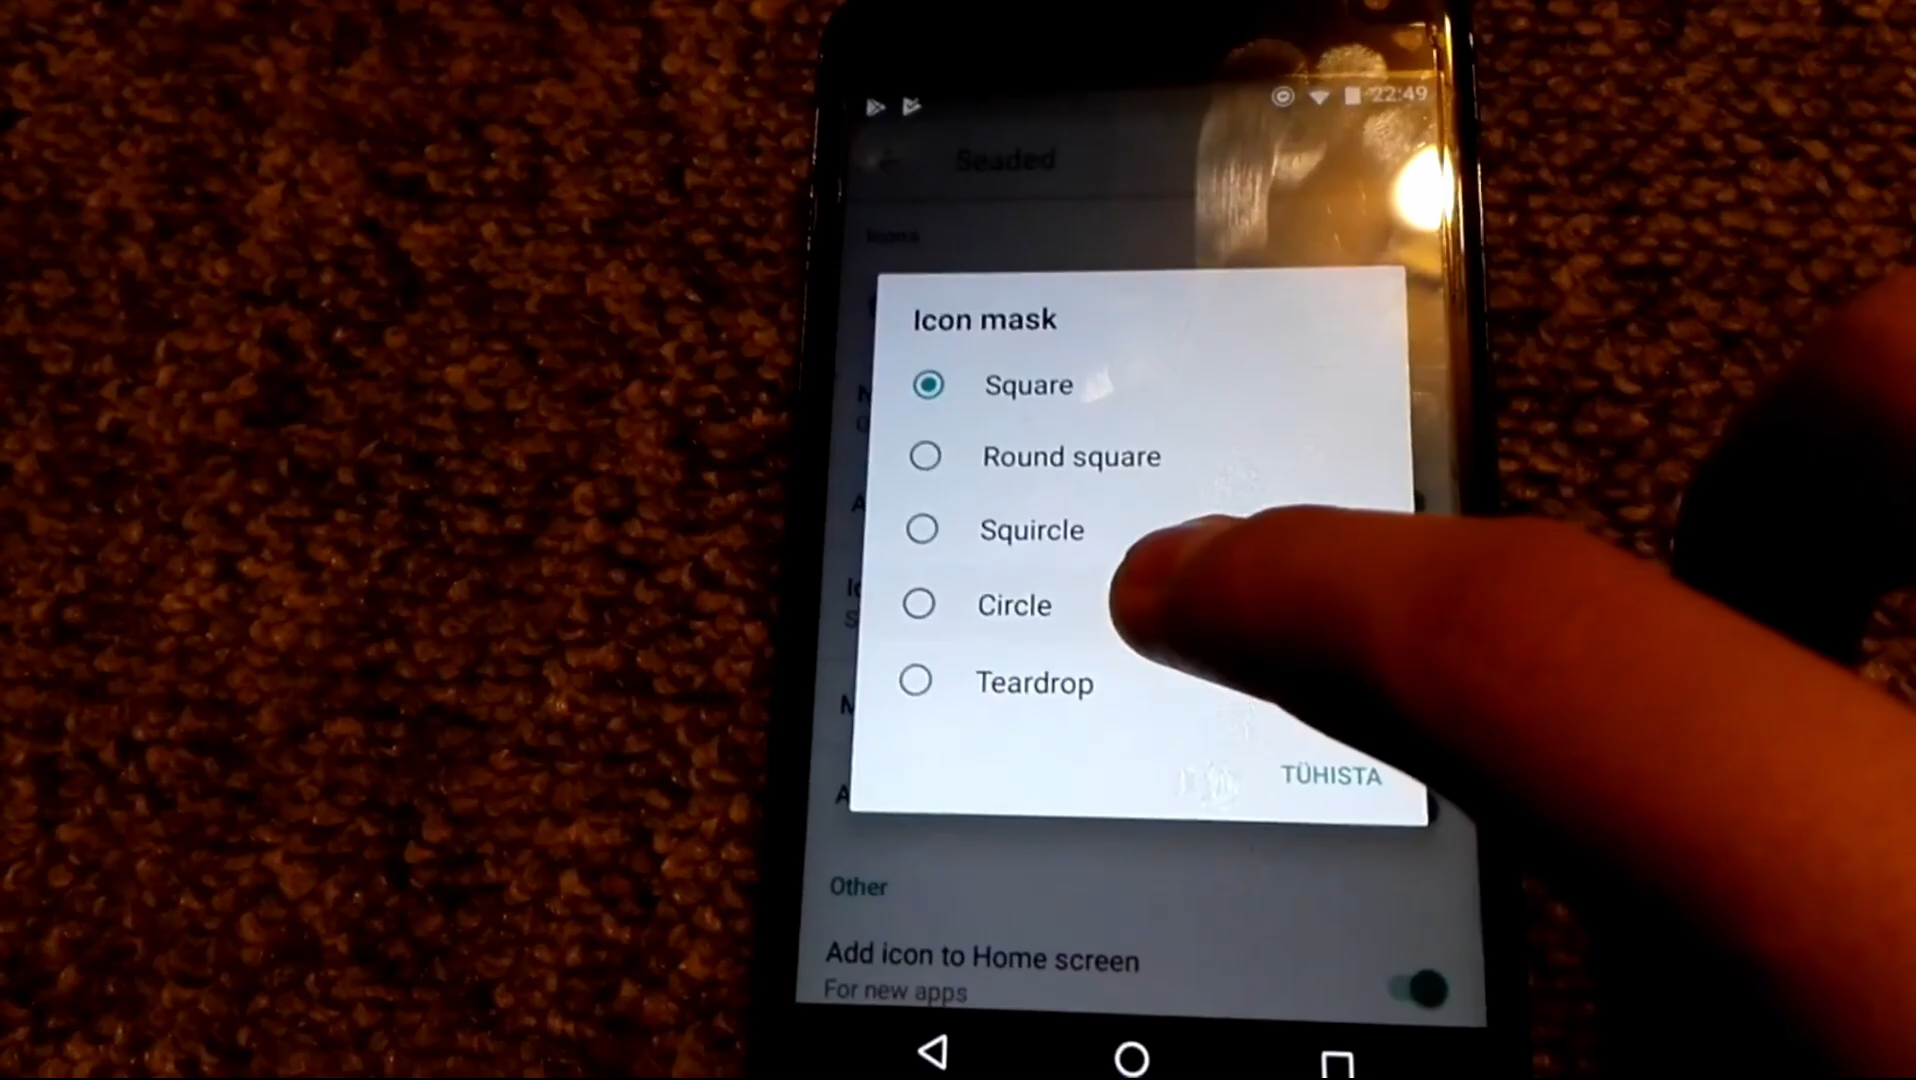 22:49
Seaded
Icons
Icon mask
Square
Round square
Squircle
Circle
Teardrop
TÜHISTA
Other
Add icon to Home screen
For new apps